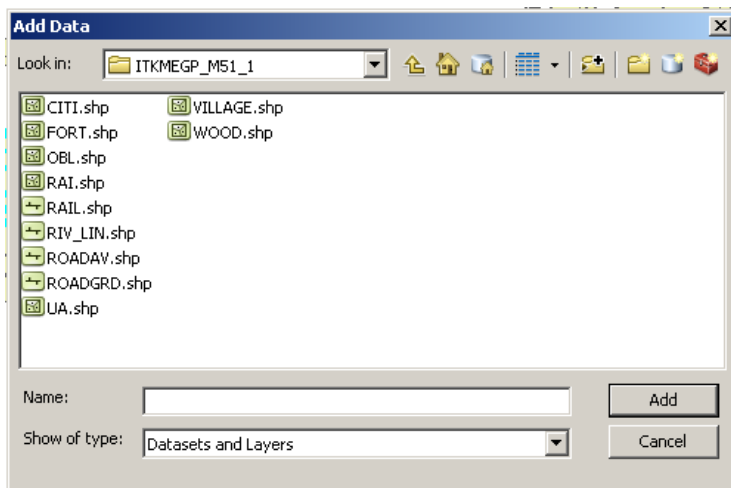 Add Data
Look in: ITKMEGP_M51_1
CITI.shp
FORT.shp
OBL.shp
RAI.shp
RAIL.shp
RIV_LIN.shp
ROADAV.shp
ROADGRD.shp
UA.shp
VILLAGE.shp
WOOD.shp
Name:
Add
Show of type: Datasets and Layers
Cancel